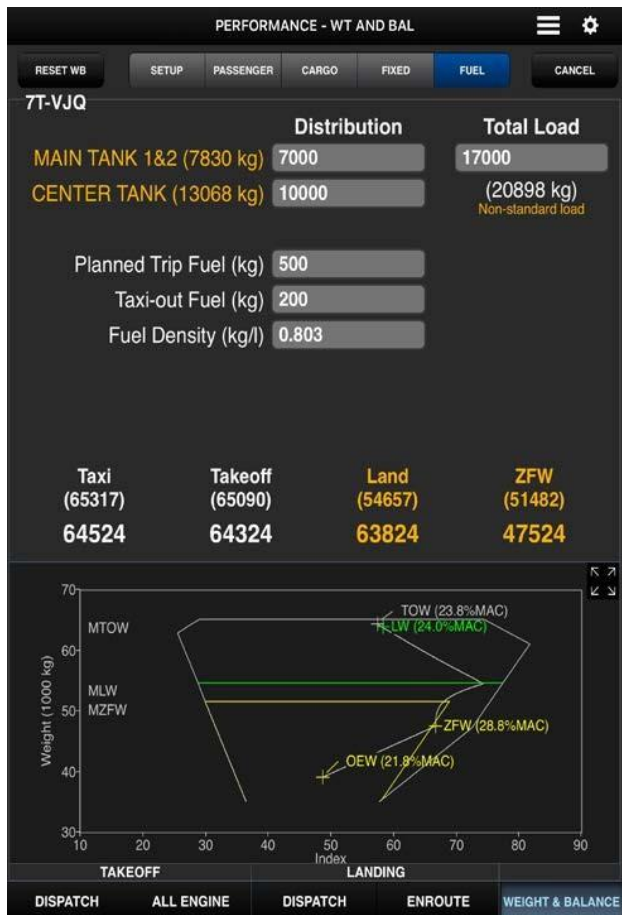 PERFORMANCE - WT AND BAL
RESET WB SETUP PASSENGER CARGO FIXED FUEL CANCEL
7T-VJQ
Distribution Total Load
MAIN TANK 1&2 (7830 kg) 7000 17000
CENTER TANK (13068 kg) 10000 (20898 kg)
Non-standard load
Planned Trip Fuel (kg) 500
Taxi-out Fuel (kg) 200
Fuel Density (kg/l) 0.803
Taxi Takeoff Land ZFW
(65317) (65090) (54657) (51482)
64524 64324 63824 47524
70
MTOW
TOW (23.8%MAC)
LW (24.0%MAC)
60
MLW
50
MZFW
ZFW (28.8%MAC)
OEW (21.8%MAC)
40
30
Weight (1000 kg)
10 20 30 40 50 60 70 80 90
Index
TAKEOFF LANDING
DISPATCH ALL ENGINE DISPATCH ENROUTE WEIGHT & BALANCE